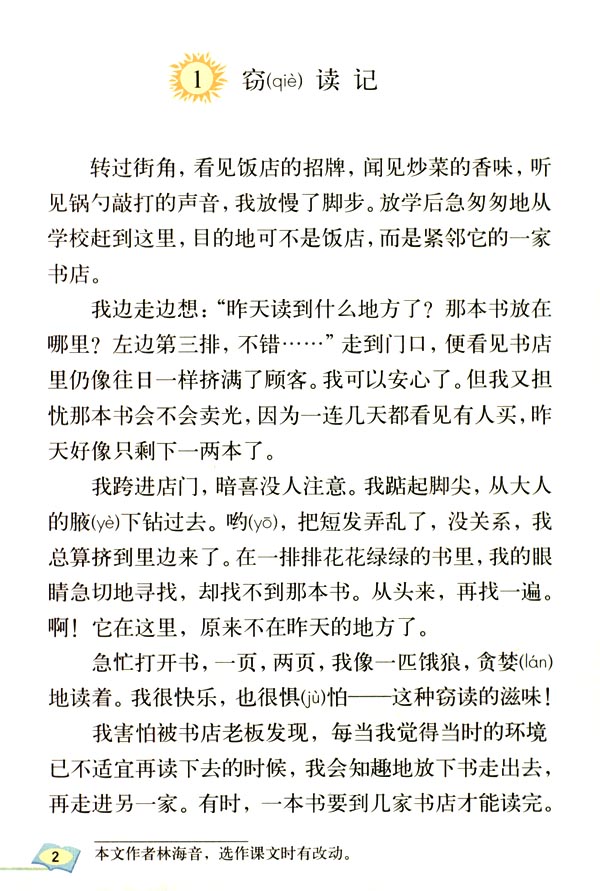 1 窃(qiè) 读 记
转过街角，看见饭店的招牌，闻见炒菜的香味，听
见锅勺敲打的声音，我放慢了脚步。放学后急匆匆地从
学校赶到这里，目的地可不是饭店，而是紧邻它的一家
书店。
我边走边想：“昨天读到什么地方了？那本书放在
哪里？左边第三排，不错……”走到门口，便看见书店
里仍像往日一样挤满了顾客。我可以安心了。但我又担
忧那本书会不会卖光，因为一连几天都看见有人买，昨
天好像只剩下一两本了。
我跨进店门，暗喜没人注意。我踮起脚尖，从大人
的腋(yè)下钻过去。哟(yō)，把短发弄乱了，没关系，我
总算挤到里边来了。在一排排花花绿绿的书里，我的眼
睛急切地寻找，却找不到那本书。从头来，再找一遍。
啊！它在这里，原来不在昨天的地方了。
急忙打开书，一页，两页，我像一匹饿狼，贪婪(lán)
地读着。我很快乐，也很惧(jù)怕——这种窃读的滋味！
我害怕被书店老板发现，每当我觉得当时的环境
已不适宜再读下去的时候，我会知趣地放下书走出去，
再走进另一家。有时，一本书要到几家书店才能读完。
本文作者林海音，选作课文时有改动。
2